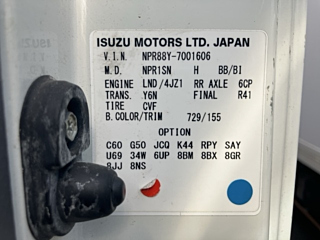 ISUZU MOTORS LTD. JAPAN
V.I.N. NPR88Y-7001606
M.D. NPR1SN H BB/BI
ENGINE LND/4JZ1 RR AXLE 6CP
TRANS. Y6N FINAL R41
TIRE CVF
B.COLOR/TRIM 729/155
OPTION
C60 G50 JCQ K44 RPY SAY
U69 34W 6UP 8BM 8BX 8GR
8JJ 8NS